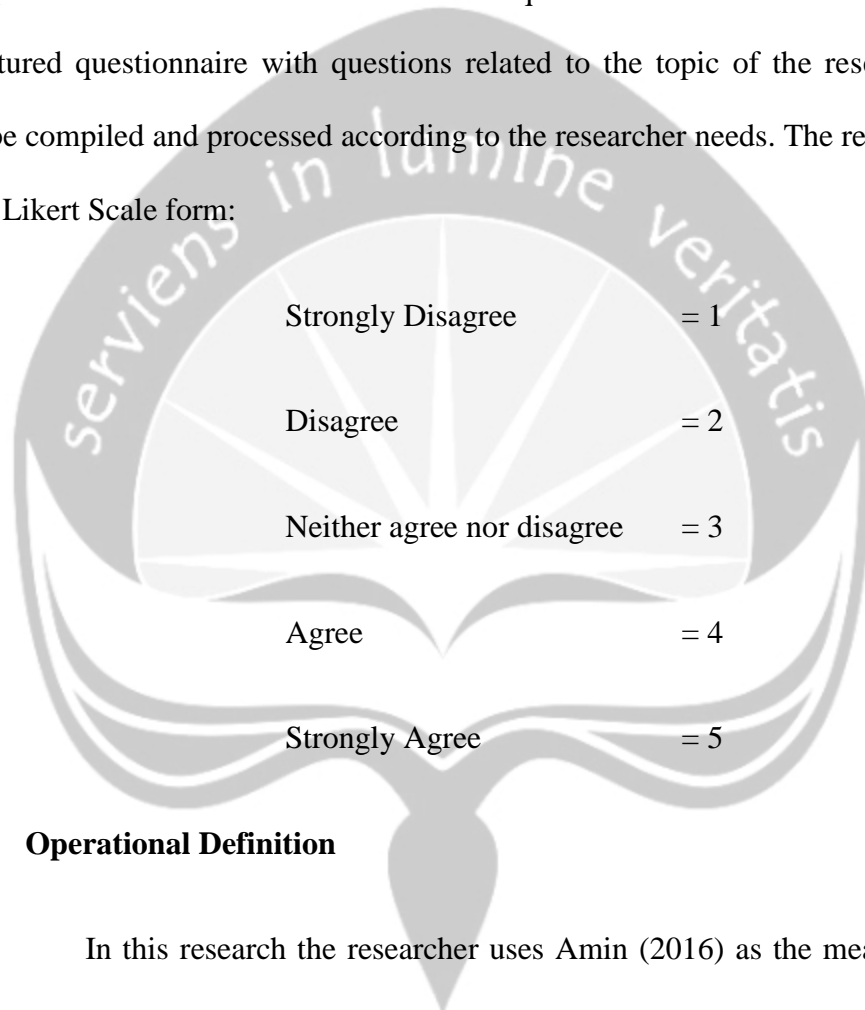 tured questionnaire with questions related to the topic of the rese
be compiled and processed according to the researcher needs. The re
Likert Scale form:
serviens in lumine veritatis
Strongly Disagree = 1
Disagree = 2
Neither agree nor disagree = 3
Agree = 4
Strongly Agree = 5
Operational Definition
In this research the researcher uses Amin (2016) as the mea